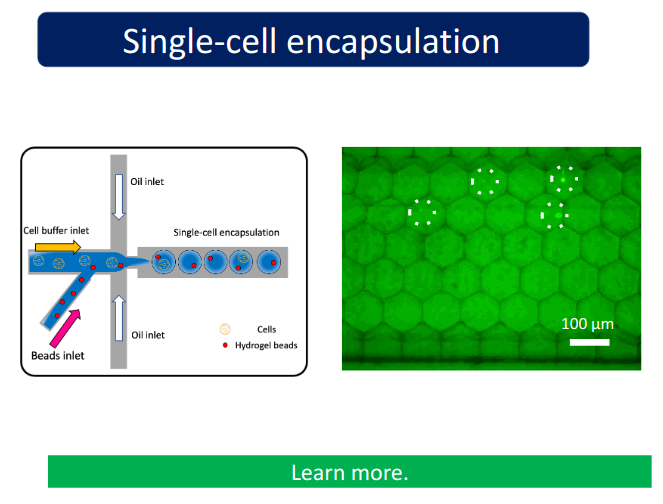 Single-cell encapsulation
Oil inlet
Cell buffer inlet
Single-cell encapsulation
Oil inlet
Beads inlet
Cells
Hydrogel beads
100 µm
Learn more.